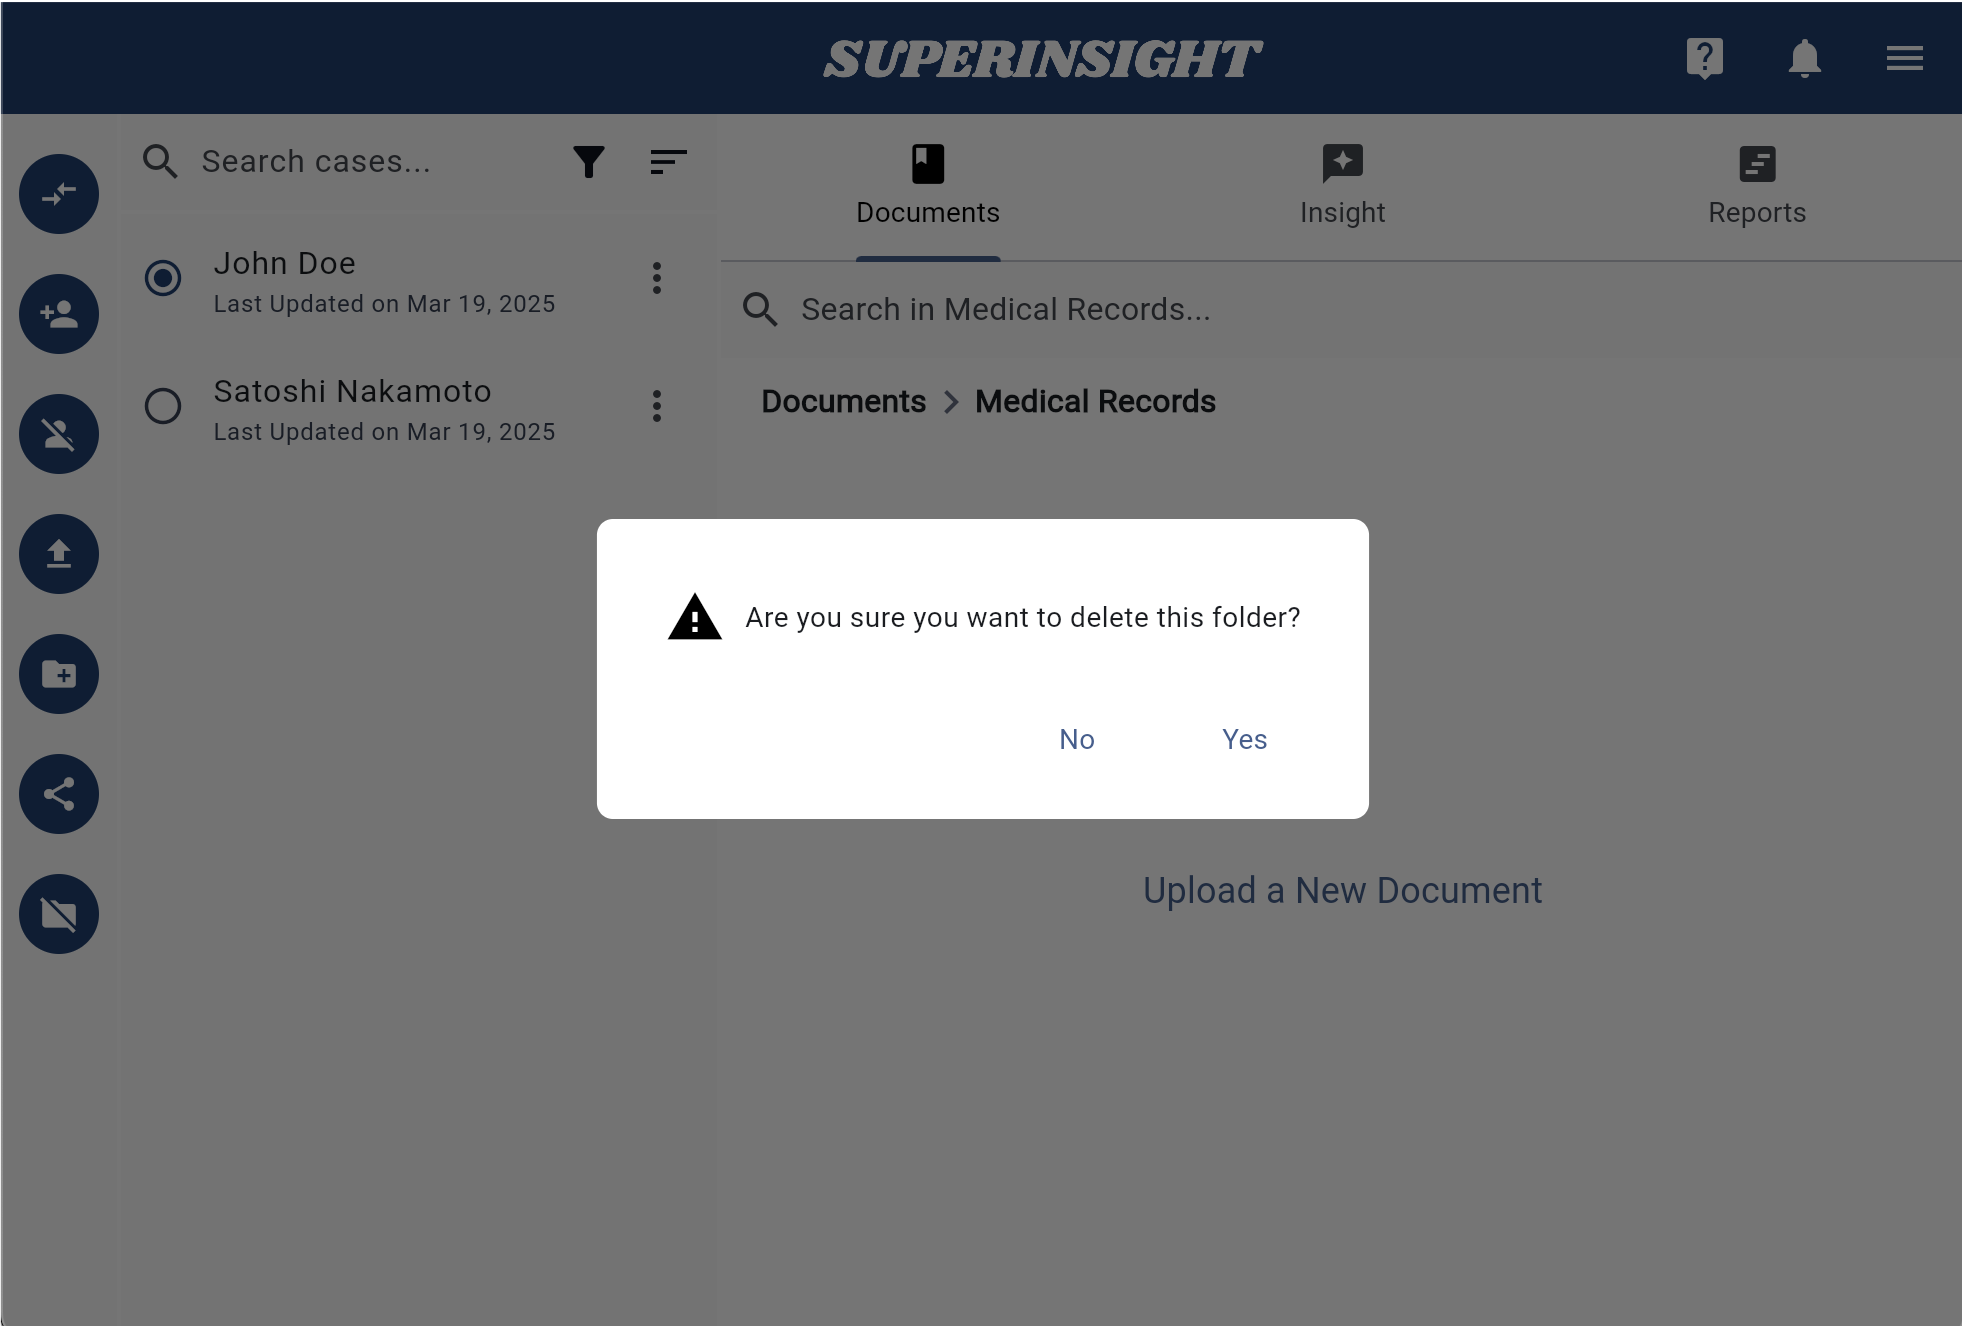 SUPERINSIGHT
Search cases...
John Doe
Last Updated on Mar 19, 2025
Satoshi Nakamoto
Last Updated on Mar 19, 2025
Documents
Insight
Reports
Search in Medical Records...
Documents > Medical Records
Are you sure you want to delete this folder?
No
Yes
Upload a New Document